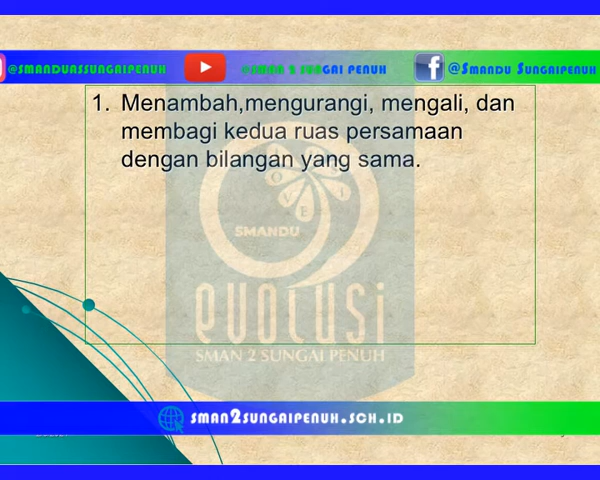 @SMANDUASSUNGAIPENUH
@SMAN 2 SUNGAI PENUH
@Smandu Sungaipenuh
1. Menambah,mengurangi, mengali, dan
membagi kedua ruas persamaan
dengan bilangan yang sama.
SMANDU
EVOLUSI
SMAN 2 SUNGAI PENUH
SMAN2SUNGAIPENUH.SCH.ID